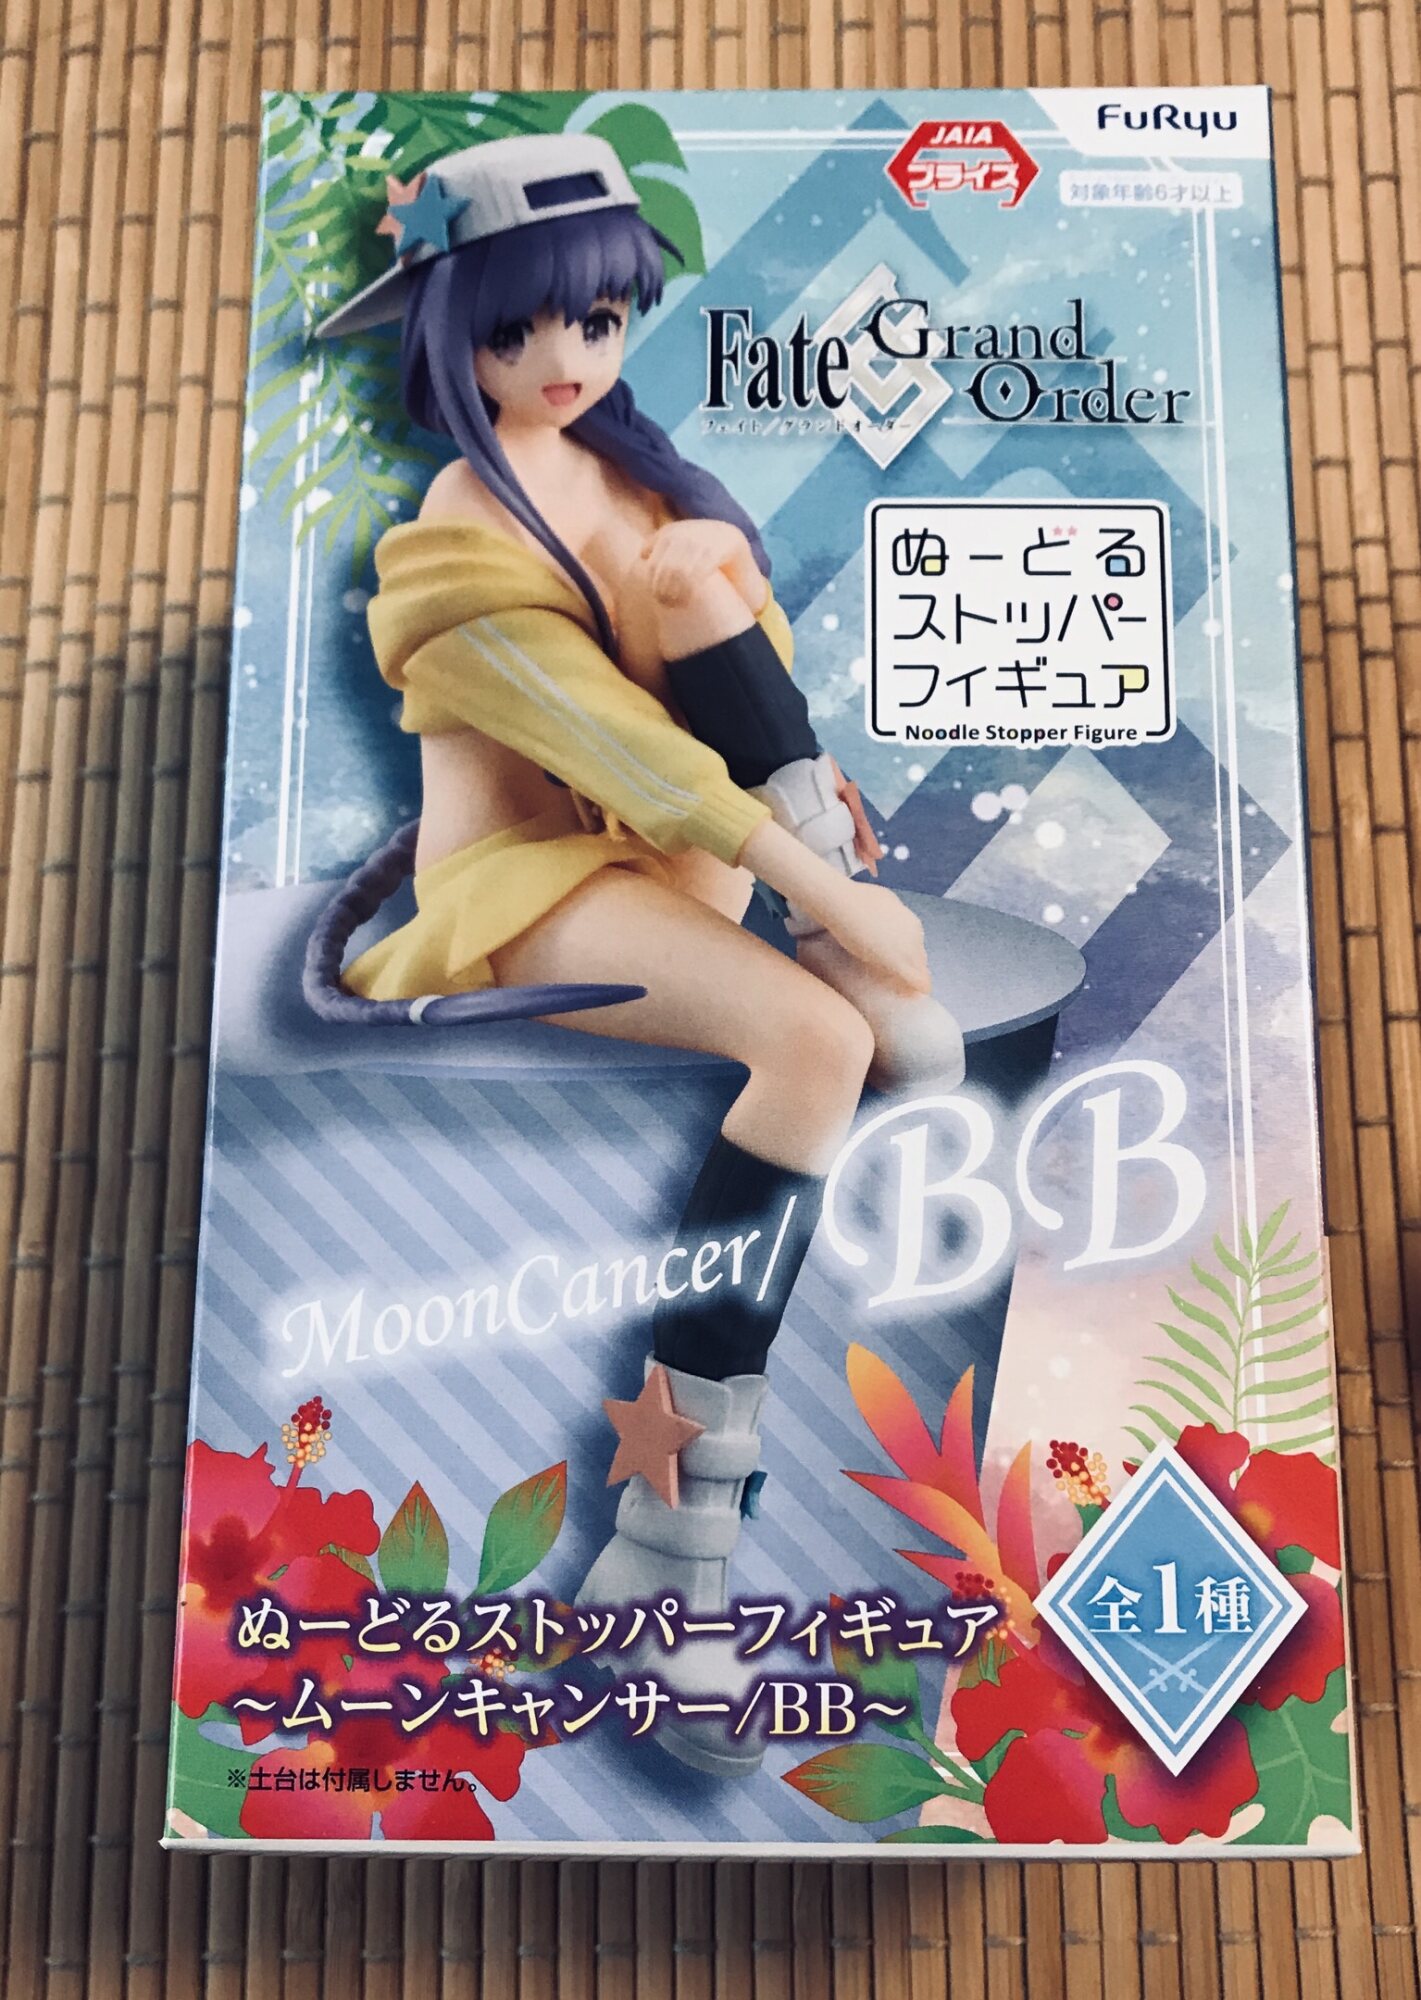 FuRyu
JAIA
プライズ
対象年齢6才以上
Fate Grand
Order
フェイト/グランドオーダー
ぬーどる
ストッパー
フィギュア
Noodle Stopper Figure
MoonCancer/BB
全1種
ぬーどるストッパーフィギュア
～ムーンキャンサー/BB～
※土台は付属しません。